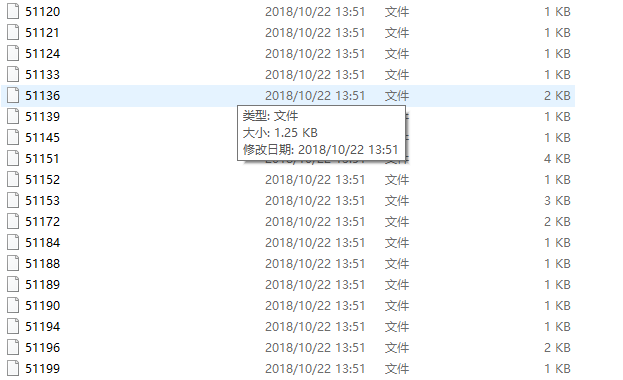 51120 2018/10/22 13:51 文件 1 KB
51121 2018/10/22 13:51 文件 1 KB
51124 2018/10/22 13:51 文件 1 KB
51133 2018/10/22 13:51 文件 1 KB
51136 2018/10/22 13:51 文件 2 KB
51139 1 KB
类型: 文件
51145 1 KB
大小: 1.25 KB
51151 4 KB
修改日期: 2018/10/22 13:51
51152 2018/10/22 13:51 文件 1 KB
51153 2018/10/22 13:51 文件 3 KB
51172 2018/10/22 13:51 文件 2 KB
51184 2018/10/22 13:51 文件 1 KB
51188 2018/10/22 13:51 文件 1 KB
51189 2018/10/22 13:51 文件 1 KB
51190 2018/10/22 13:51 文件 1 KB
51194 2018/10/22 13:51 文件 1 KB
51196 2018/10/22 13:51 文件 2 KB
51199 2018/10/22 13:51 文件 1 KB